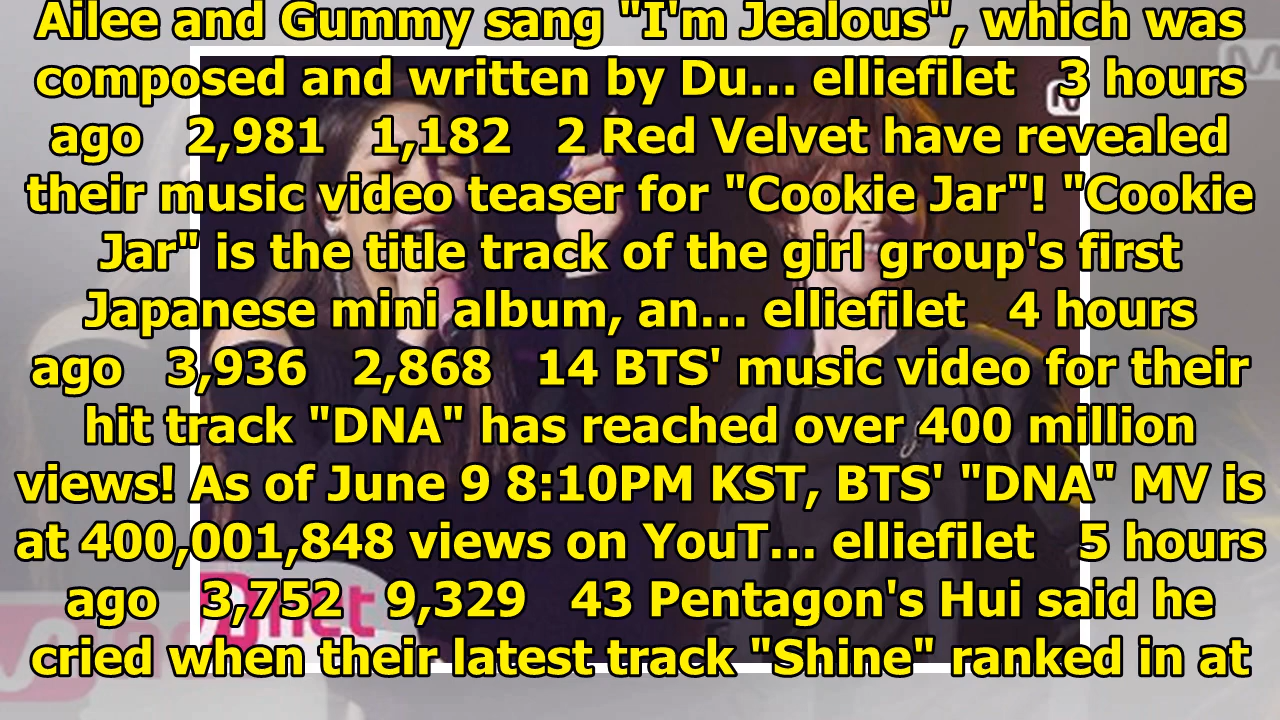 Ailee and Gummy sang "I'm Jealous", which was
composed and written by Du... elliefilet 3 hours
ago 2,981 1,182 2 Red Velvet have revealed
their music video teaser for "Cookie Jar"! "Cookie
Jar" is the title track of the girl group's first
Japanese mini album, an... elliefilet 4 hours
ago 3,936 2,868 14 BTS' music video for their
hit track "DNA" has reached over 400 million
views! As of June 9 8:10PM KST, BTS' "DNA" MV is
at 400,001,848 views on YouT... elliefilet 5 hours
ago 3,752 9,329 43 Pentagon's Hui said he
cried when their latest track "Shine" ranked in at